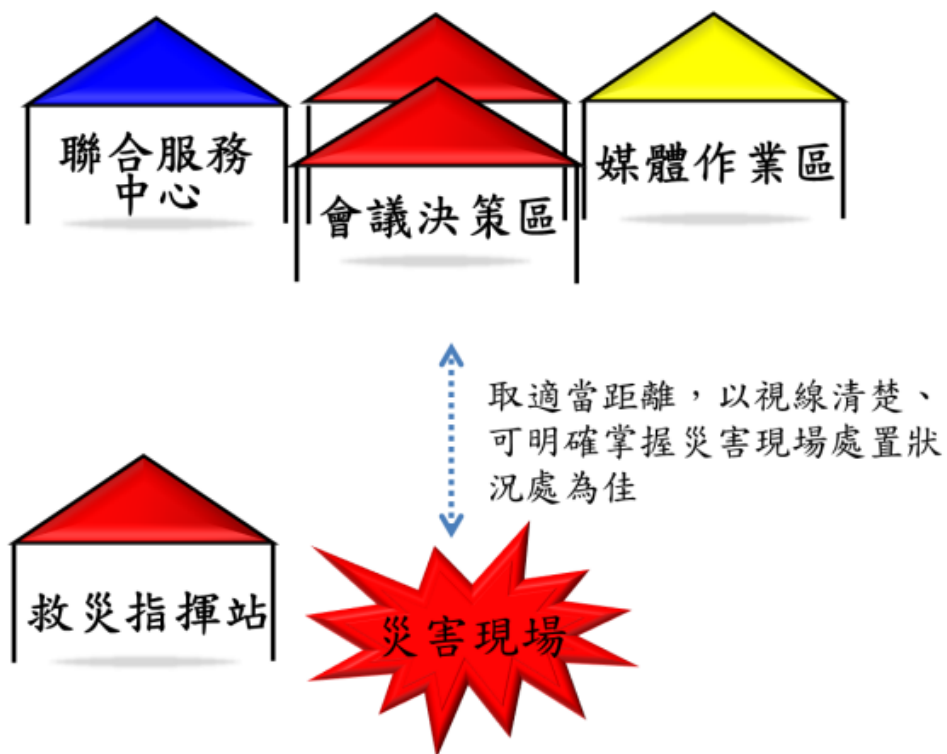 聯合服務
中心
會議決策區
媒體作業區
取適當距離，以視線清楚、
可明確掌握災害現場處置狀
況處為佳
救災指揮站
災害現場